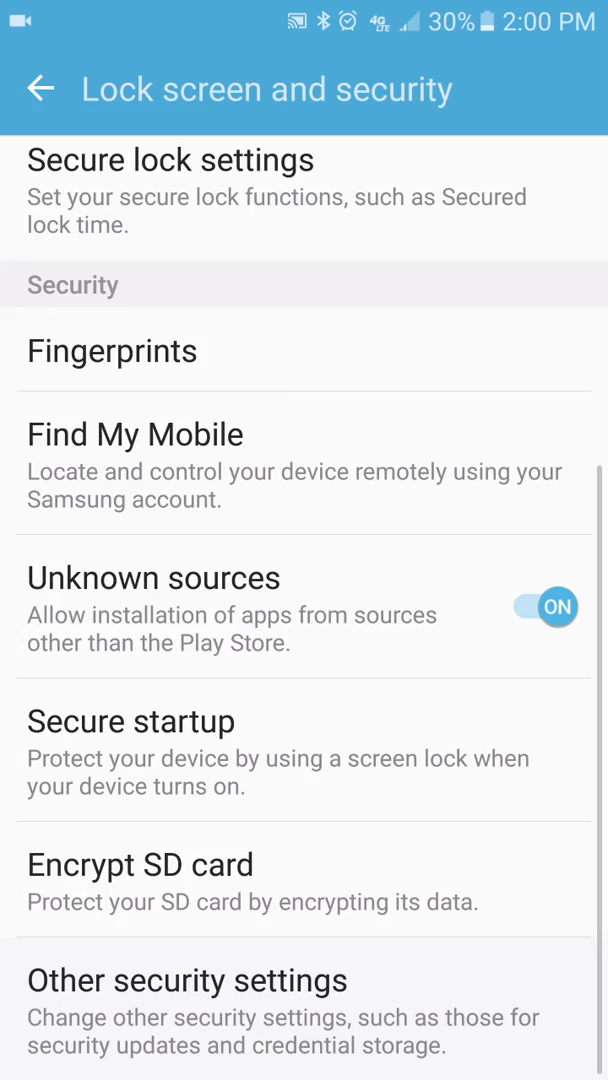 4G LTE 30% 2:00 PM
Lock screen and security
Secure lock settings
Set your secure lock functions, such as Secured
lock time.
Security
Fingerprints
Find My Mobile
Locate and control your device remotely using your
Samsung account.
Unknown sources
Allow installation of apps from sources
other than the Play Store.
ON
Secure startup
Protect your device by using a screen lock when
your device turns on.
Encrypt SD card
Protect your SD card by encrypting its data.
Other security settings
Change other security settings, such as those for
security updates and credential storage.